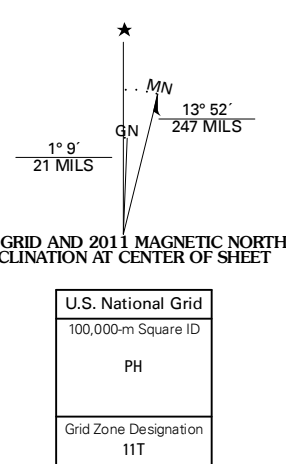 MN
13° 52´
247 MILS
GN
1° 9´
21 MILS
GRID AND 2011 MAGNETIC NORTH
CLINATION AT CENTER OF SHEET
U.S. National Grid
100,000-m Square ID
PH
Grid Zone Designation
11T